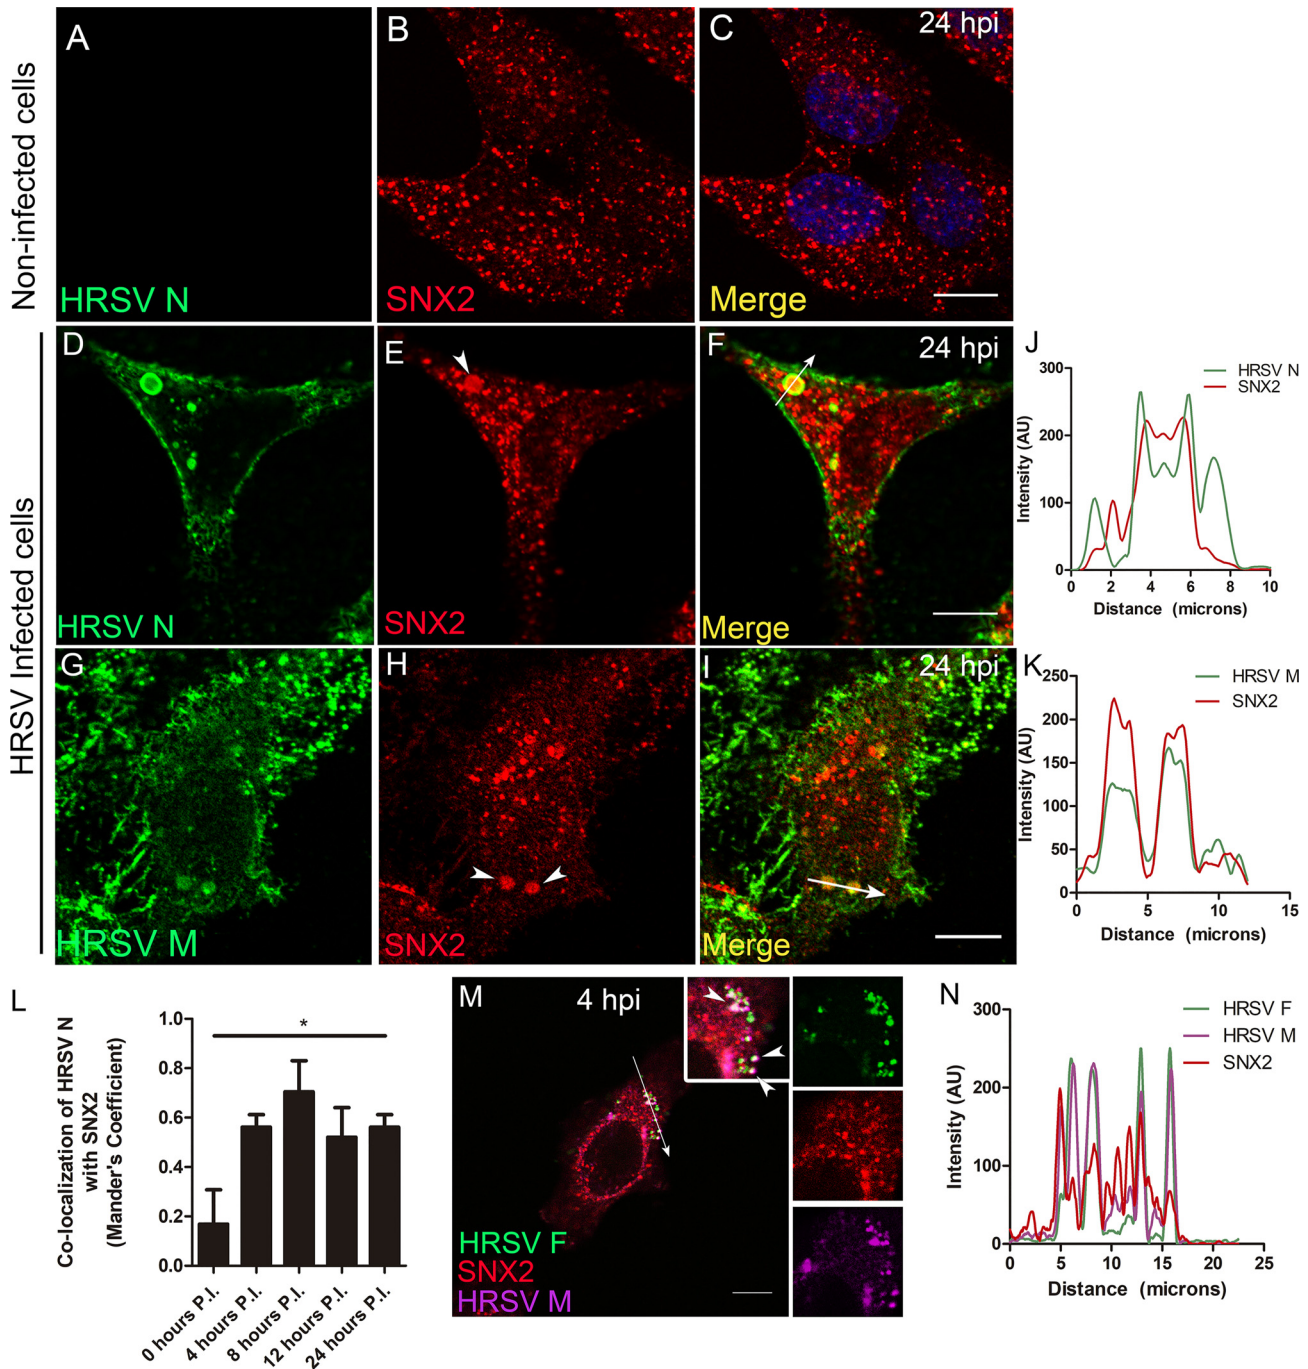 Non-infected cells
A
HRSV N
B
SNX2
C
24 hpi
Merge
HRSV Infected cells
D
HRSV N
E
SNX2
F
24 hpi
Merge
J
HRSV N
SNX2
Intensity (AU)
300
200
100
0
0 2 4 6 8 10
Distance (microns)
G
HRSV M
H
SNX2
I
24 hpi
Merge
K
HRSV M
SNX2
Intensity (AU)
250
200
150
100
50
0
0 5 10 15
Distance (microns)
L
Co-localization of HRSV N
with SNX2
(Mander's Coefficient)
1.0
0.8
0.6
0.4
0.2
0.0
*
0 hours P.I.
4 hours P.I.
8 hours P.I.
12 hours P.I.
24 hours P.I.
M
4 hpi
HRSV F
SNX2
HRSV M
N
HRSV F
HRSV M
SNX2
Intensity (AU)
300
200
100
0
0 5 10 15 20 25
Distance (microns)